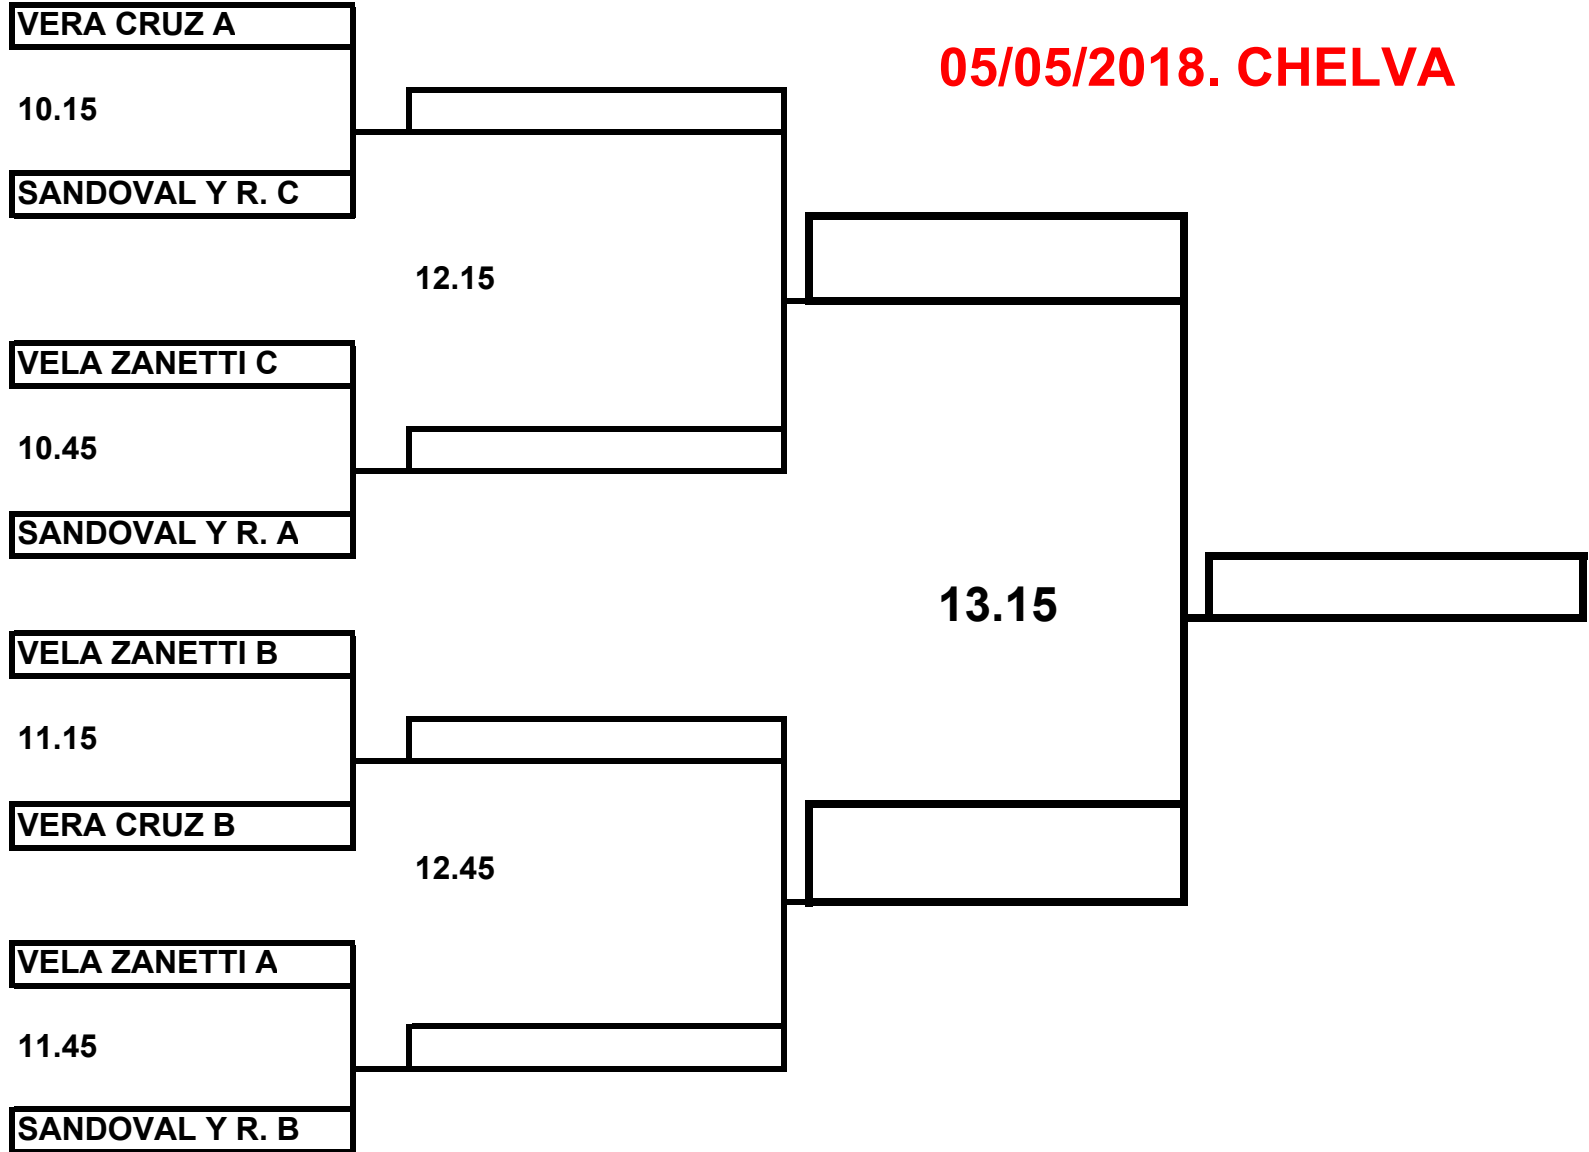 VERA CRUZ A
05/05/2018. CHELVA
10.15
SANDOVAL Y R. C
12.15
VELA ZANETTI C
10.45
SANDOVAL Y R. A
13.15
VELA ZANETTI B
11.15
VERA CRUZ B
12.45
VELA ZANETTI A
11.45
SANDOVAL Y R. B